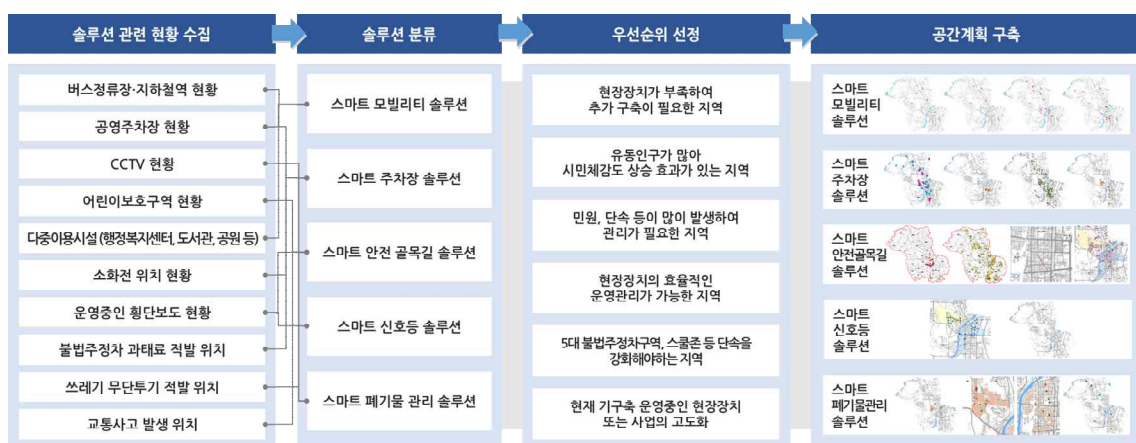 솔루션 관련 현황 수집
솔루션 분류
우선순위 선정
공간계획 구축
버스정류장·지하철역 현황
공영주차장 현황
CCTV 현황
어린이보호구역 현황
다중이용시설 (행정복지센터, 도서관, 공원 등)
소화전 위치 현황
운영중인 횡단보도 현황
불법주정차 과태료 적발 위치
쓰레기 무단투기 적발 위치
교통사고 발생 위치
스마트 모빌리티 솔루션
스마트 주차장 솔루션
스마트 안전 골목길 솔루션
스마트 신호등 솔루션
스마트 폐기물 관리 솔루션
현장장치가 부족하여
추가 구축이 필요한 지역
유동인구가 많아
시민체감도 상승 효과가 있는 지역
민원, 단속 등이 많이 발생하여
관리가 필요한 지역
현장장치의 효율적인
운영관리가 가능한 지역
5대 불법주정차구역, 스쿨존 등 단속을
강회해야하는 지역
현재 기구축 운영중인 현장장치
또는 사업의 고도화
스마트
모빌리티
솔루션
스마트
주차장
솔루션
스마트
안전골목길
솔루션
스마트
신호등
솔루션
스마트
폐기물관리
솔루션